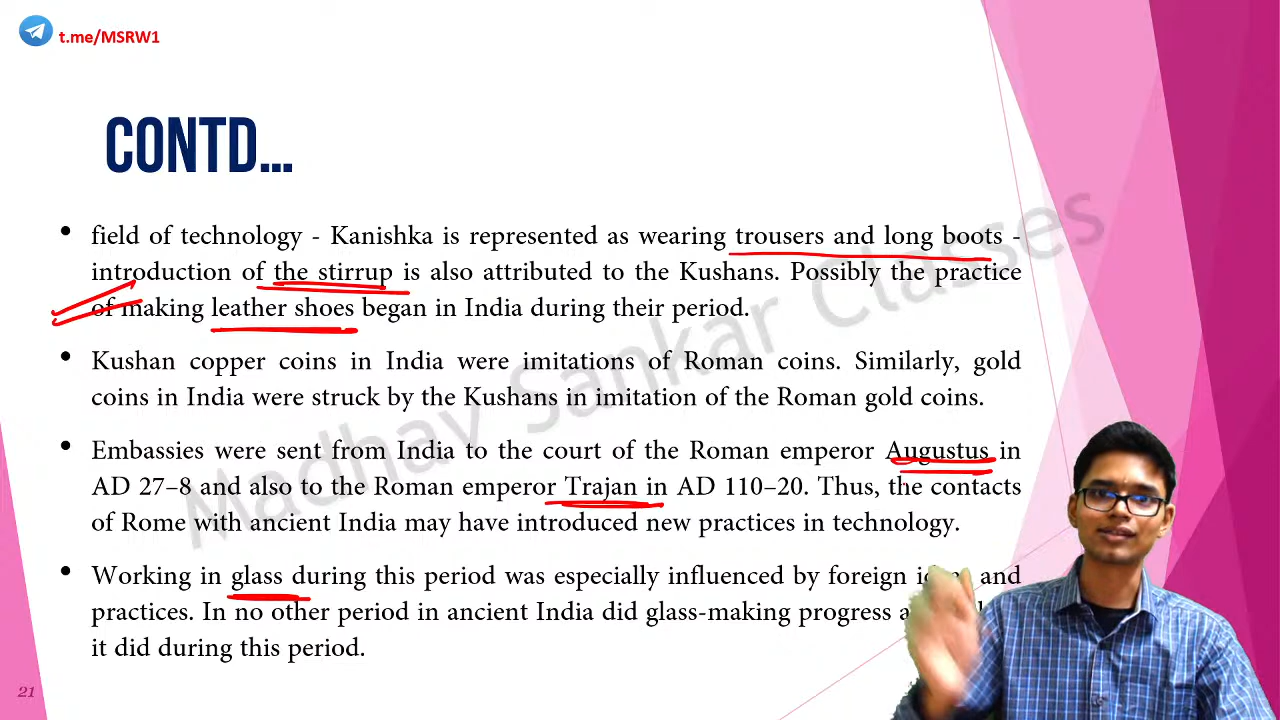 t.me/MSRW1
CONTD...
• field of technology - Kanishka is represented as wearing trousers and long boots -
introduction of the stirrup is also attributed to the Kushans. Possibly the practice
of making leather shoes began in India during their period.
• Kushan copper coins in India were imitations of Roman coins. Similarly, gold
coins in India were struck by the Kushans in imitation of the Roman gold coins.
• Embassies were sent from India to the court of the Roman emperor Augustus in
AD 27–8 and also to the Roman emperor Trajan in AD 110–20. Thus, the contacts
of Rome with ancient India may have introduced new practices in technology.
• Working in glass during this period was especially influenced by foreign and
practices. In no other period in ancient India did glass-making progress
it did during this period.
Madhav Sankar Classes
21